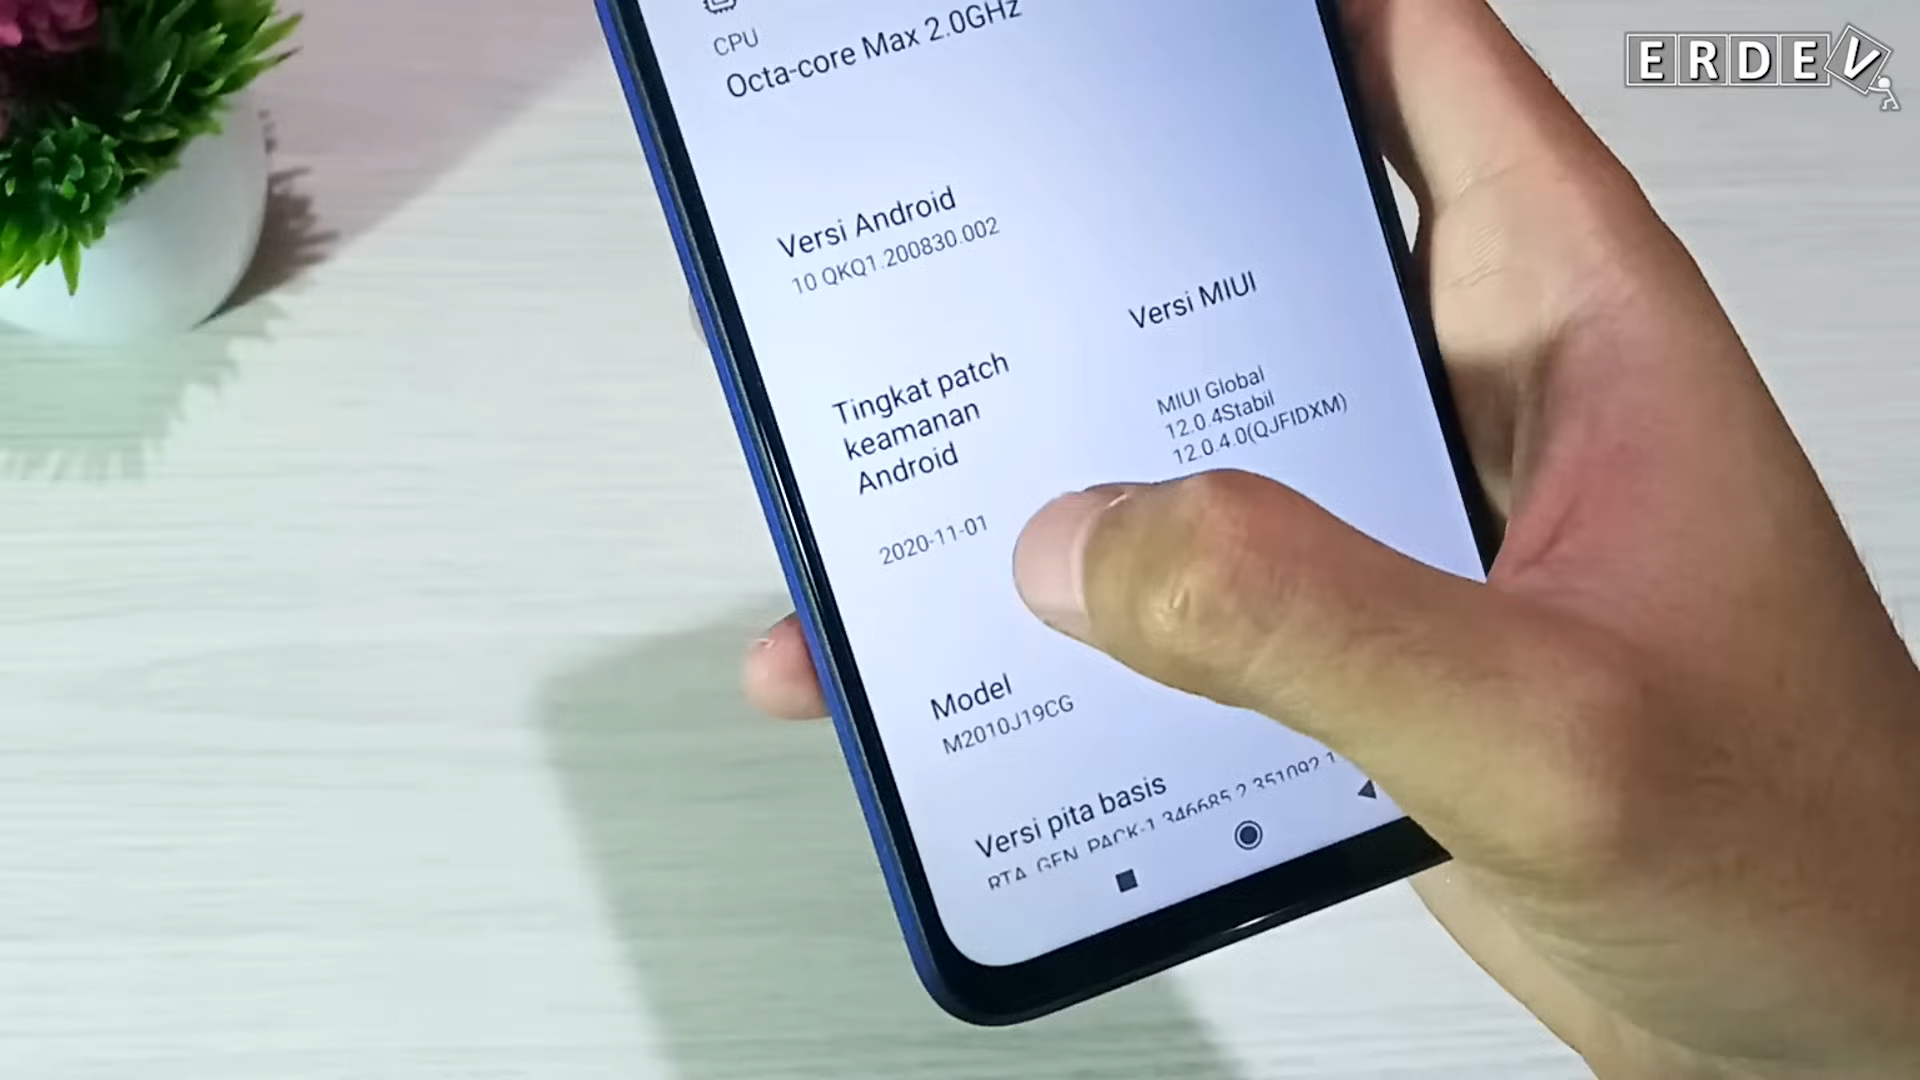 ERDEV
CPU
Octa-core Max 2.0GHz
Versi Android
10 QKQ1.200830.002
Versi MIUI
MIUI Global
12.0.4Stabil
12.0.4.0(QJFIDXM)
Tingkat patch
keamanan
Android
2020-11-01
Model
M2010J19CG
Versi pita basis